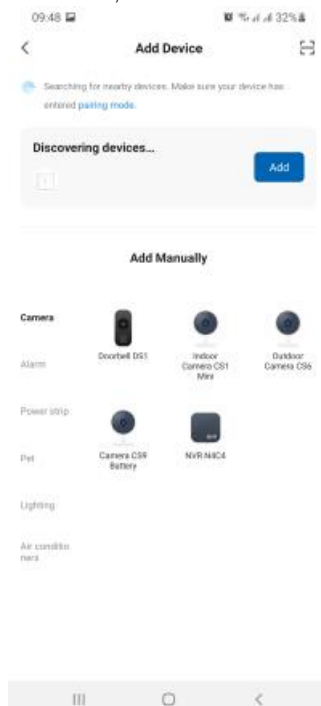 09:48
32%
Add Device
Searching for nearby devices. Make sure your device has
entered pairing mode.
Discovering devices...
Add
Add Manually
Camera
Doorbell DS1
Indoor
Camera CS1
Mini
Outdoor
Camera CS6
Alarm
Power strip
Camera CS9
Battery
NVR N4C4
Pet
Lighting
Air conditio
ners